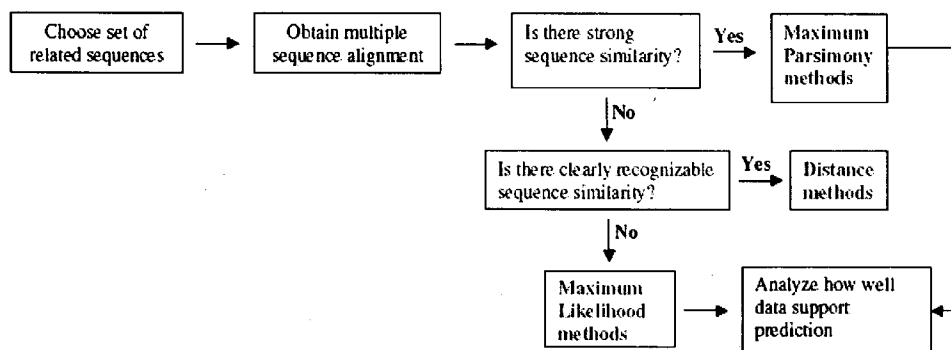 Choose set of
related sequences
Obtain multiple
sequence alignment
Is there strong
sequence similarity?
Yes
Maximum
Parsimony
methods
No
Is there clearly recognizable
sequence similarity?
Yes
Distance
methods
No
Maximum
Likelihood
methods
Analyze how well
data support
prediction